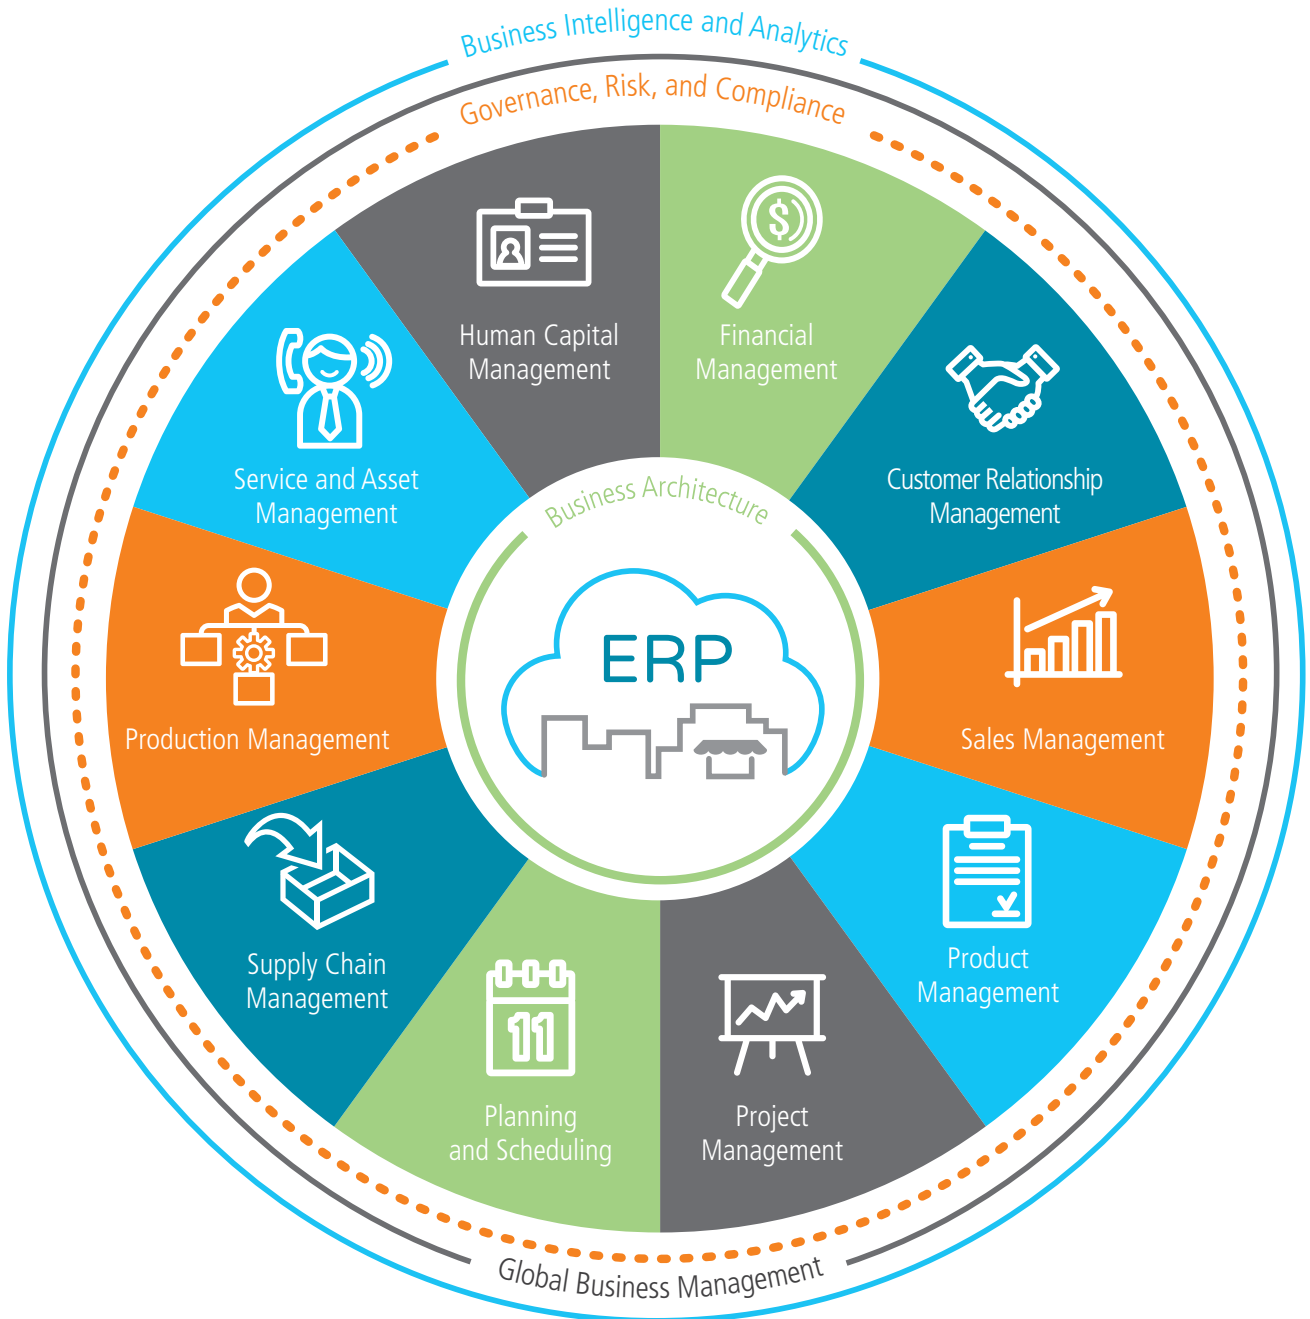 Business Intelligence and Analytics
Governance, Risk, and Compliance
$
Human Capital
Management
Financial
Management
Service and Asset
Management
Customer Relationship
Management
Business Architecture
ERP
Production Management
Sales Management
Supply Chain
Management
Product
Management
11
Planning
and Scheduling
Project
Management
Global Business Management